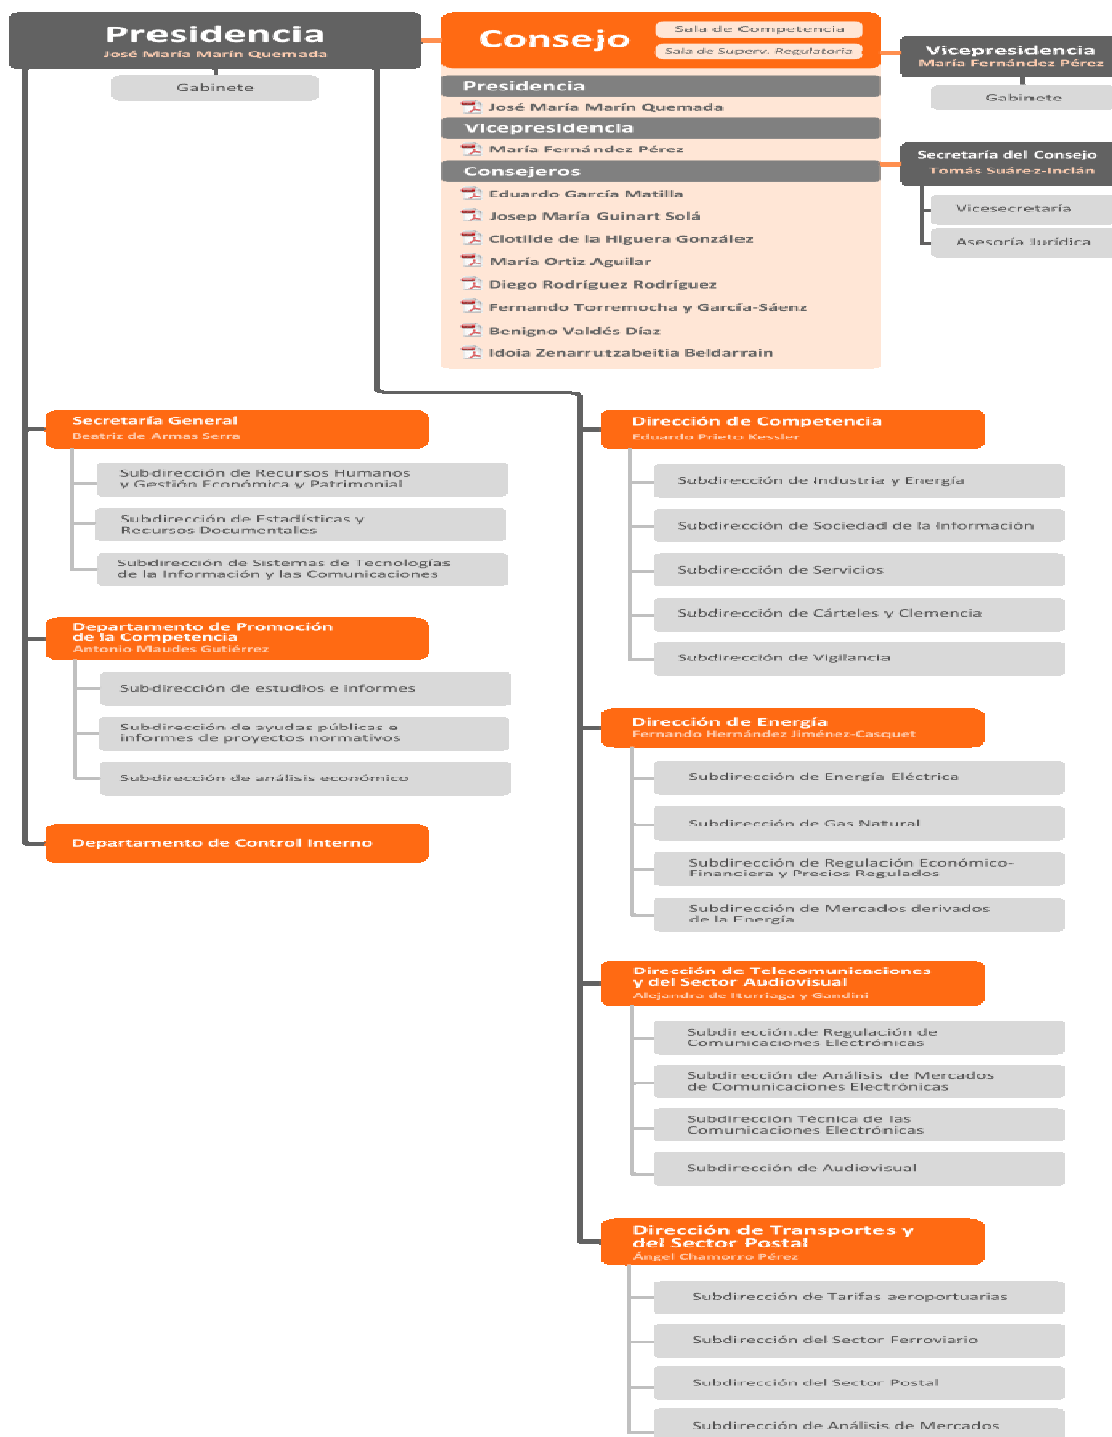 Presidencia
José María Marín Quemada
Gabinete
Consejo
Sala de Competencia
Sala de Superv. Regulatoria
Presidencia
José María Marín Quemada
Vicepresidencia
María Fernández Pérez
Consejeros
Eduardo García Matilla
Josep María Guinart Solá
Clotilde de la Higuera González
María Ortiz Aguilar
Diego Rodríguez Rodríguez
Fernando Torremocha y García-Sáenz
Benigno Valdés Díaz
Idoia Zenarrutzabeitia Beldarrain
Vicepresidencia
María Fernández Pérez
Gabinete
Secretaría del Consejo
Tomás Suárez-Inclán
Vicesecretaría
Asesoría Jurídica
Secretaría General
Beatriz de Armas Serra
Subdirección de Recursos Humanos
y Gestión Económica y Patrimonial
Subdirección de Estadísticas y
Recursos Documentales
Subdirección de Sistemas de Tecnologías
de la Información y las Comunicaciones
Departamento de Promoción
de la Competencia
Antonio Maudes Gutiérrez
Subdirección de estudios e informes
Subdirección de ayudas públicas e
informes de proyectos normativos
Subdirección de análisis económico
Departamento de Control Interno
Dirección de Competencia
Eduardo Prieto Kessler
Subdirección de Industria y Energía
Subdirección de Sociedad de la Información
Subdirección de Servicios
Subdirección de Cárteles y Clemencia
Subdirección de Vigilancia
Dirección de Energía
Fernando Hernández Jiménez-Casquet
Subdirección de Energía Eléctrica
Subdirección de Gas Natural
Subdirección de Regulación Económico-
Financiera y Precios Regulados
Subdirección de Mercados derivados
de la Energía
Dirección de Telecomunicaciones
y del Sector Audiovisual
Alejandra de Iturriaga y Gandini
Subdirección.de Regulación de
Comunicaciones Electrónicas
Subdirección de Análisis de Mercados
de Comunicaciones Electrónicas
Subdirección Técnica de las
Comunicaciones Electrónicas
Subdirección de Audiovisual
Dirección de Transportes y
del Sector Postal
Ángel Chamorro Pérez
Subdirección de Tarifas aeroportuarias
Subdirección del Sector Ferroviario
Subdirección del Sector Postal
Subdirección de Análisis de Mercados